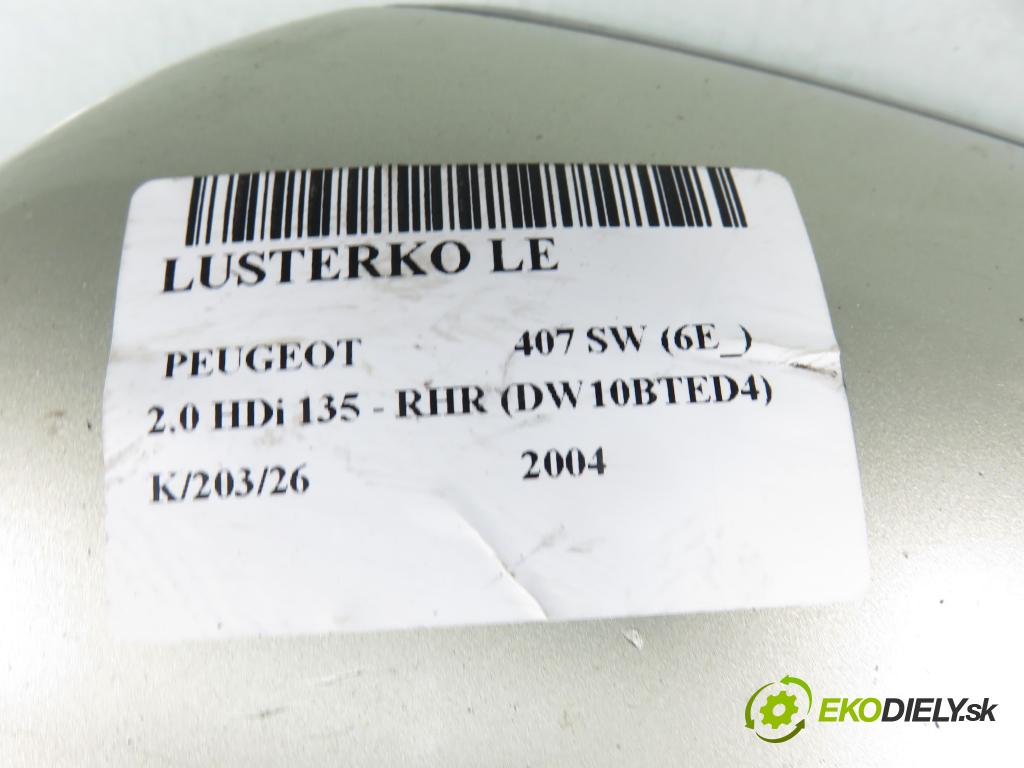 LUSTERKO LE
PEUGEOT 407 SW (6E_)
2.0 HDi 135 - RHR (DW10BTED4)
K/203/26 2004
EKODIELY.sk